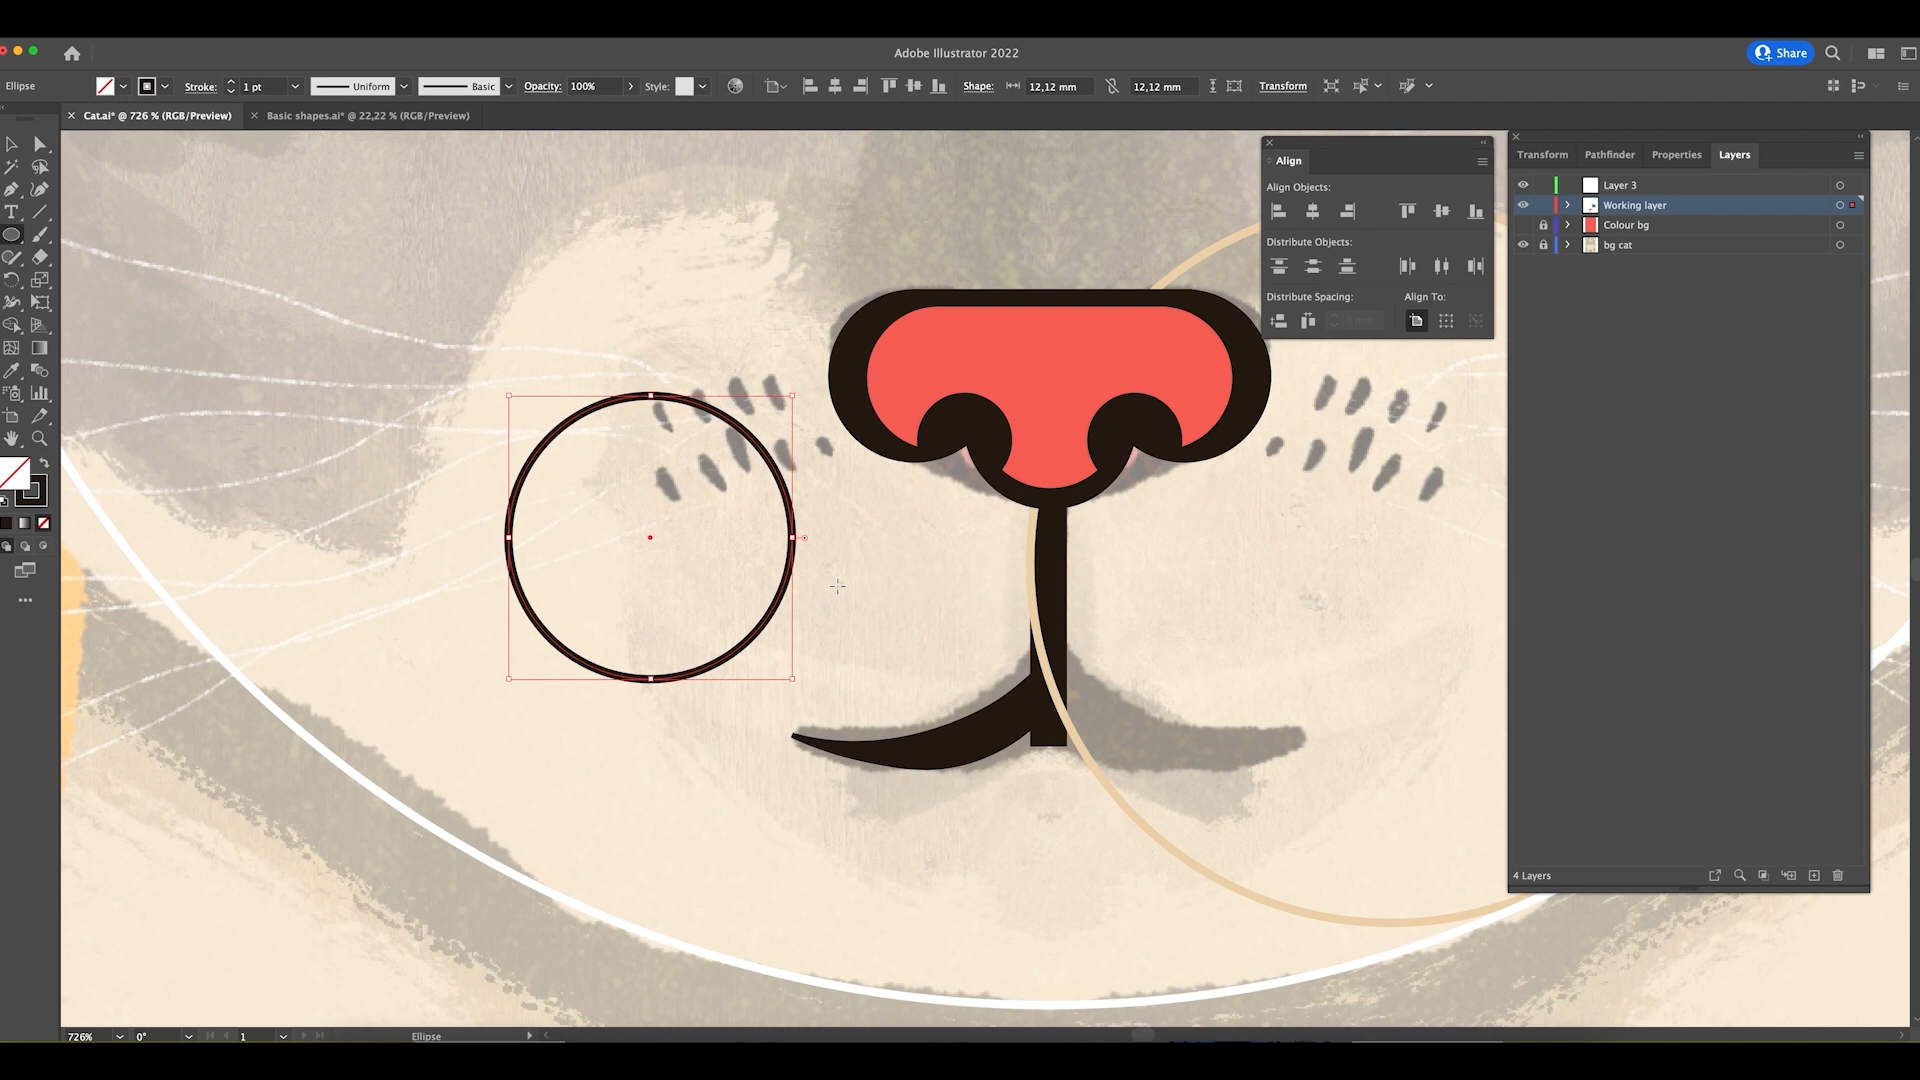 Adobe Illustrator 2022
Share
Ellipse
Stroke:
1 pt
Uniform
Basic
Opacity:
100%
Style:
Shape:
12,12 mm
12,12 mm
Transform
Cat.ai* @ 726 % (RGB/Preview)
Basic shapes.ai* @ 22,22 % (RGB/Preview)
Align
Align Objects:
Distribute Objects:
Distribute Spacing:
Align To:
Transform
Pathfinder
Properties
Layers
Layer 3
Working layer
Colour bg
bg cat
4 Layers
726%
0°
1
Ellipse